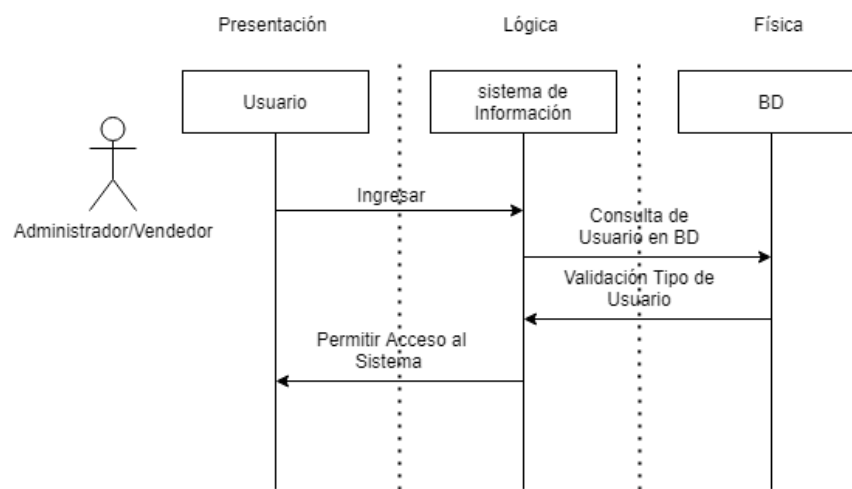 Presentación
Lógica
Física
Usuario
sistema de
Información
BD
Administrador/Vendedor
Ingresar
Consulta de
Usuario en BD
Validación Tipo de
Usuario
Permitir Acceso al
Sistema